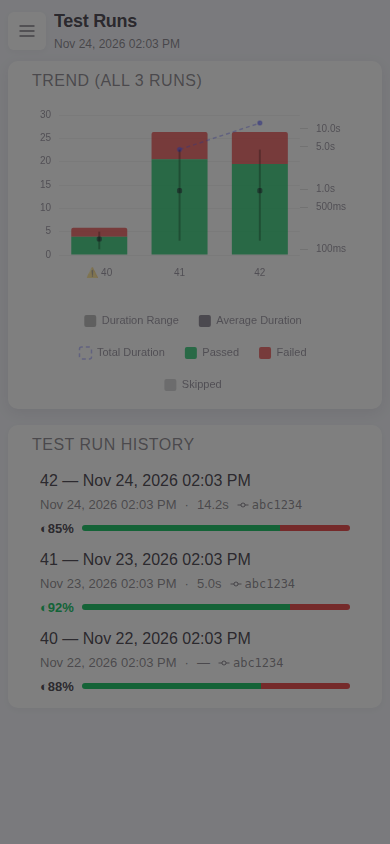 Test Runs
Nov 24, 2026 02:03 PM
TREND (ALL 3 RUNS)
30
25
20
15
10
5
0
10.0s
5.0s
1.0s
500ms
100ms
⚠ 40
41
42
Duration Range
Average Duration
Total Duration
Passed
Failed
Skipped
TEST RUN HISTORY
42 — Nov 24, 2026 02:03 PM
Nov 24, 2026 02:03 PM · 14.2s abc1234
85%
41 — Nov 23, 2026 02:03 PM
Nov 23, 2026 02:03 PM · 5.0s abc1234
92%
40 — Nov 22, 2026 02:03 PM
Nov 22, 2026 02:03 PM · — abc1234
88%